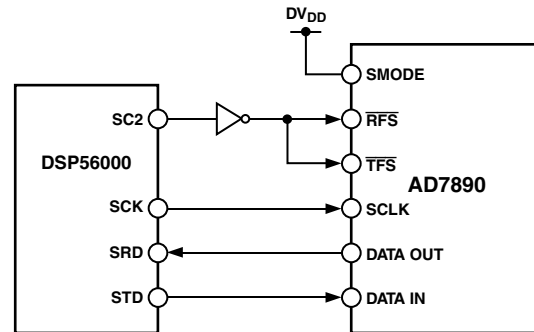 DVDD
SMODE
SC2
RFS
DSP56000
TFS
AD7890
SCK
SCLK
SRD
DATA OUT
STD
DATA IN